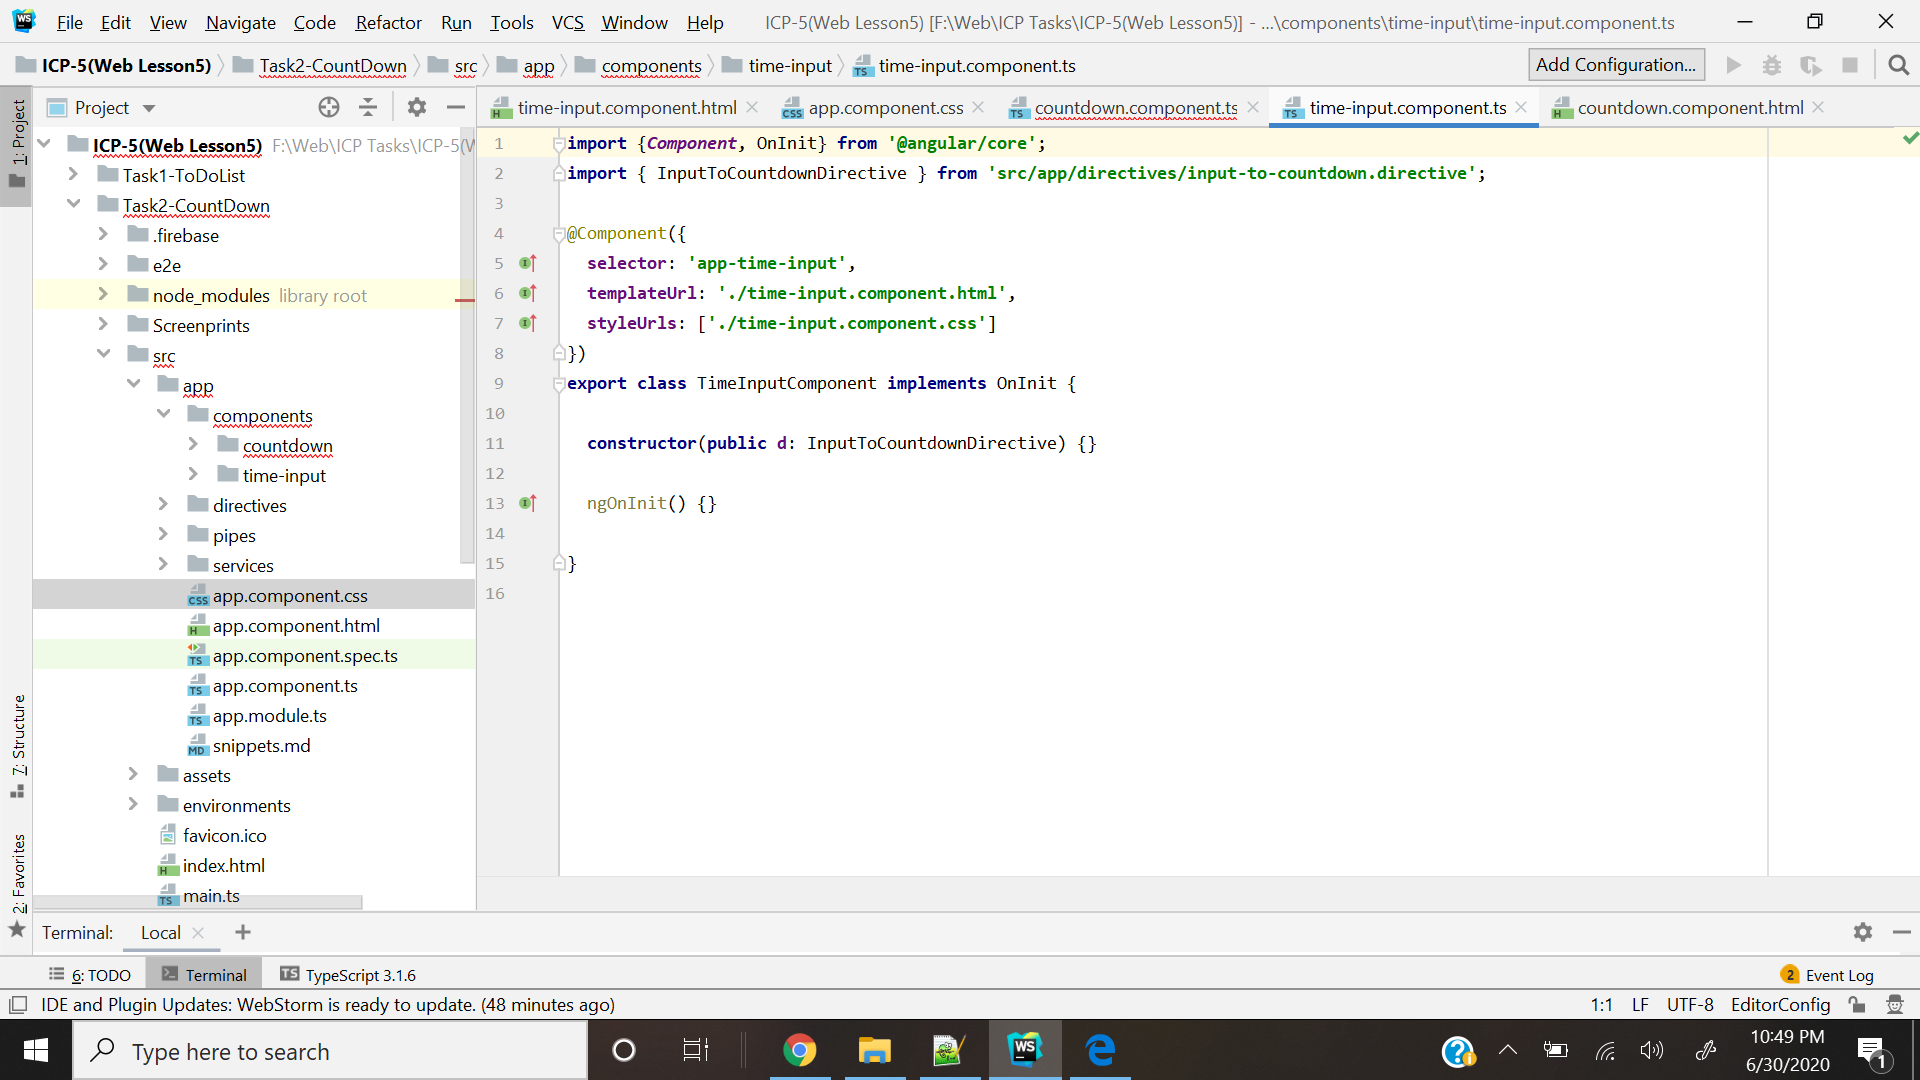 File Edit View Navigate Code Refactor Run Tools VCS Window Help ICP-5(Web Lesson5) [F:\Web\ICP Tasks\ICP-5(Web Lesson5)] - ...\components\time-input\time-input.component.ts
ICP-5(Web Lesson5) Task2-CountDown src app components time-input time-input.component.ts Add Configuration...
Project
time-input.component.html app.component.css countdown.component.ts time-input.component.ts countdown.component.html
1: Project
7: Structure
2: Favorites
ICP-5(Web Lesson5) F:\Web\ICP Tasks\ICP-5(W
Task1-ToDoList
Task2-CountDown
.firebase
e2e
node_modules library root
Screenprints
src
app
components
countdown
time-input
directives
pipes
services
app.component.css
app.component.html
app.component.spec.ts
app.component.ts
app.module.ts
snippets.md
assets
environments
favicon.ico
index.html
main.ts
1 import {Component, OnInit} from '@angular/core';
2 import { InputToCountdownDirective } from 'src/app/directives/input-to-countdown.directive';
3
4 @Component({
5 selector: 'app-time-input',
6 templateUrl: './time-input.component.html',
7 styleUrls: ['./time-input.component.css']
8 })
9 export class TimeInputComponent implements OnInit {
10
11 constructor(public d: InputToCountdownDirective) {}
12
13 ngOnInit() {}
14
15 }
16
Terminal: Local
6: TODO Terminal TypeScript 3.1.6 2 Event Log
IDE and Plugin Updates: WebStorm is ready to update. (48 minutes ago) 1:1 LF UTF-8 EditorConfig
Type here to search
10:49 PM
6/30/2020
1